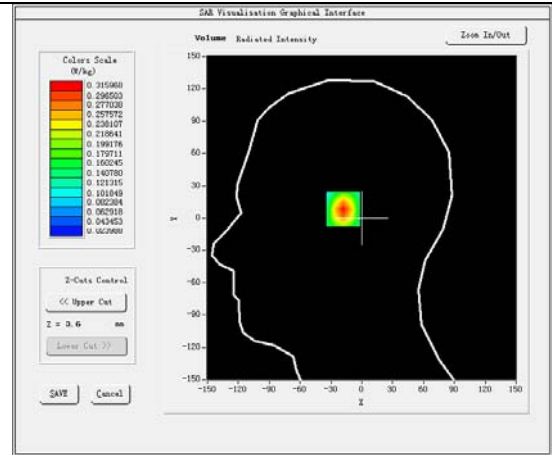 SAR Visualisation Graphical Interface
Volume Radiated Intensity
Zoom In/Out
Colors Scale
(W/kg)
0.315968
0.296503
0.277038
0.257572
0.238107
0.218641
0.199176
0.179711
0.160245
0.140780
0.121315
0.101849
0.082384
0.062918
0.043453
0.023988
150
120
90
60
30
0
-30
-60
-90
-120
-150
Y
-150 -120 -90 -60 -30 0 30 60 90 120 150
X
Z-Cuts Control
<< Upper Cut
Z = 3.6 mm
Lower Cut >>
SAVE Cancel